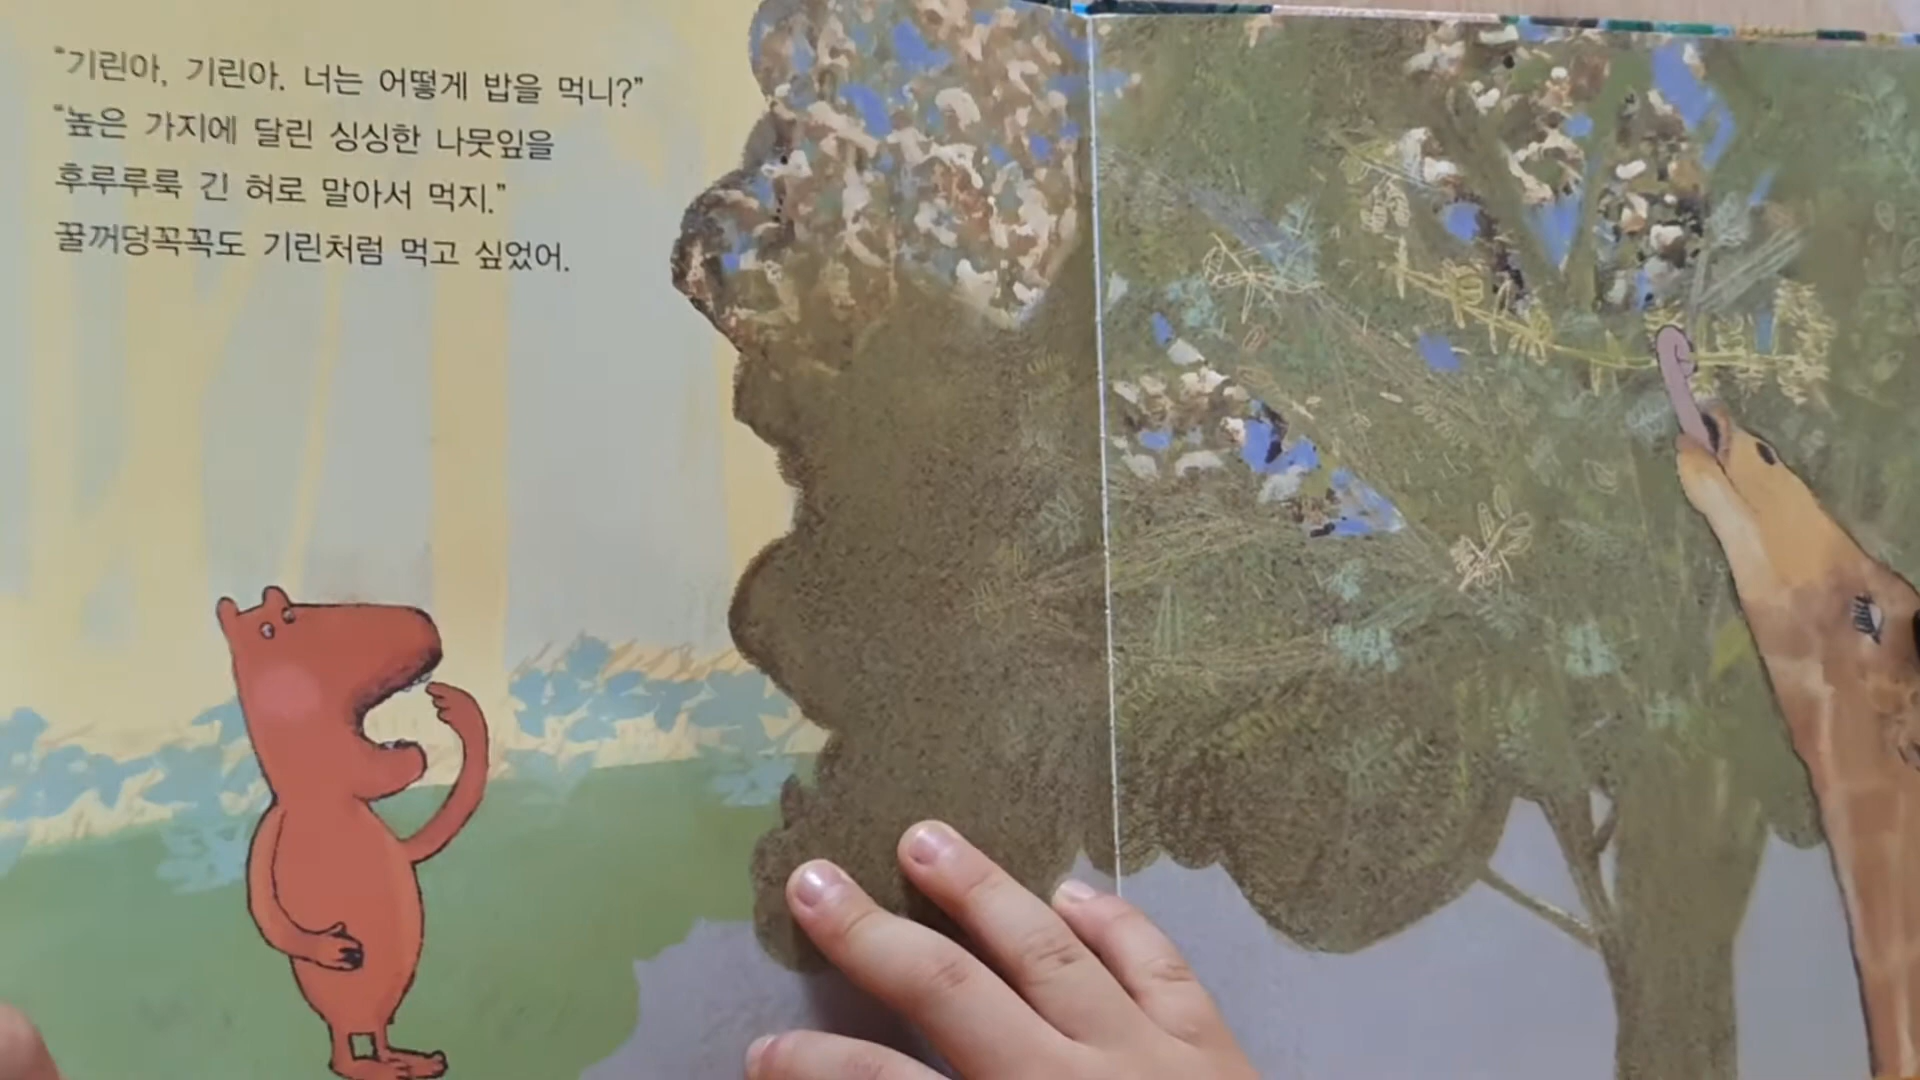 “기린아, 기린아. 너는 어떻게 밥을 먹니?”
“높은 가지에 달린 싱싱한 나뭇잎을
후루루룩 긴 혀로 말아서 먹지.”
꿀꺼덩꼭꼭도 기린처럼 먹고 싶었어.